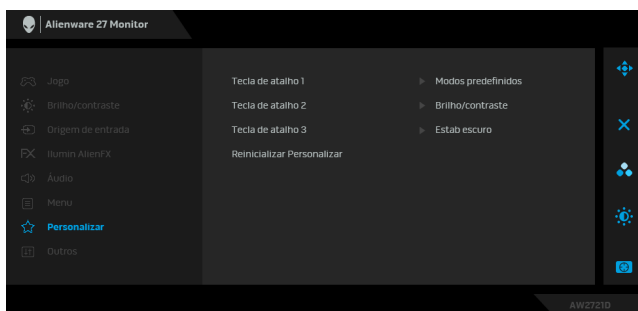 Alienware 27 Monitor
Jogo
Tecla de atalho 1 Modos predefinidos
Brilho/contraste
Tecla de atalho 2 Brilho/contraste
Origem de entrada
Tecla de atalho 3 Estab escuro
FX Ilumin AlienFX
Reinicializar Personalizar
Áudio
Menu
Personalizar
Outros
AW2721D